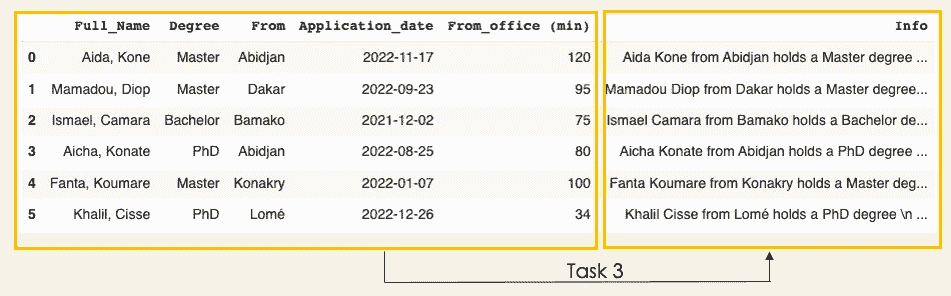 Full_Name Degree From Application_date From_office (min) Info
0 Aida, Kone Master Abidjan 2022-11-17 120 Aida Kone from Abidjan holds a Master degree ...
1 Mamadou, Diop Master Dakar 2022-09-23 95 Mamadou Diop from Dakar holds a Master degree...
2 Ismael, Camara Bachelor Bamako 2021-12-02 75 Ismael Camara from Bamako holds a Bachelor de...
3 Aicha, Konate PhD Abidjan 2022-08-25 80 Aicha Konate from Abidjan holds a PhD degree ...
4 Fanta, Koumare Master Konakry 2022-01-07 100 Fanta Koumare from Konakry holds a Master deg...
5 Khalil, Cisse PhD Lomé 2022-12-26 34 Khalil Cisse from Lomé holds a PhD degree \n ...
Task 3